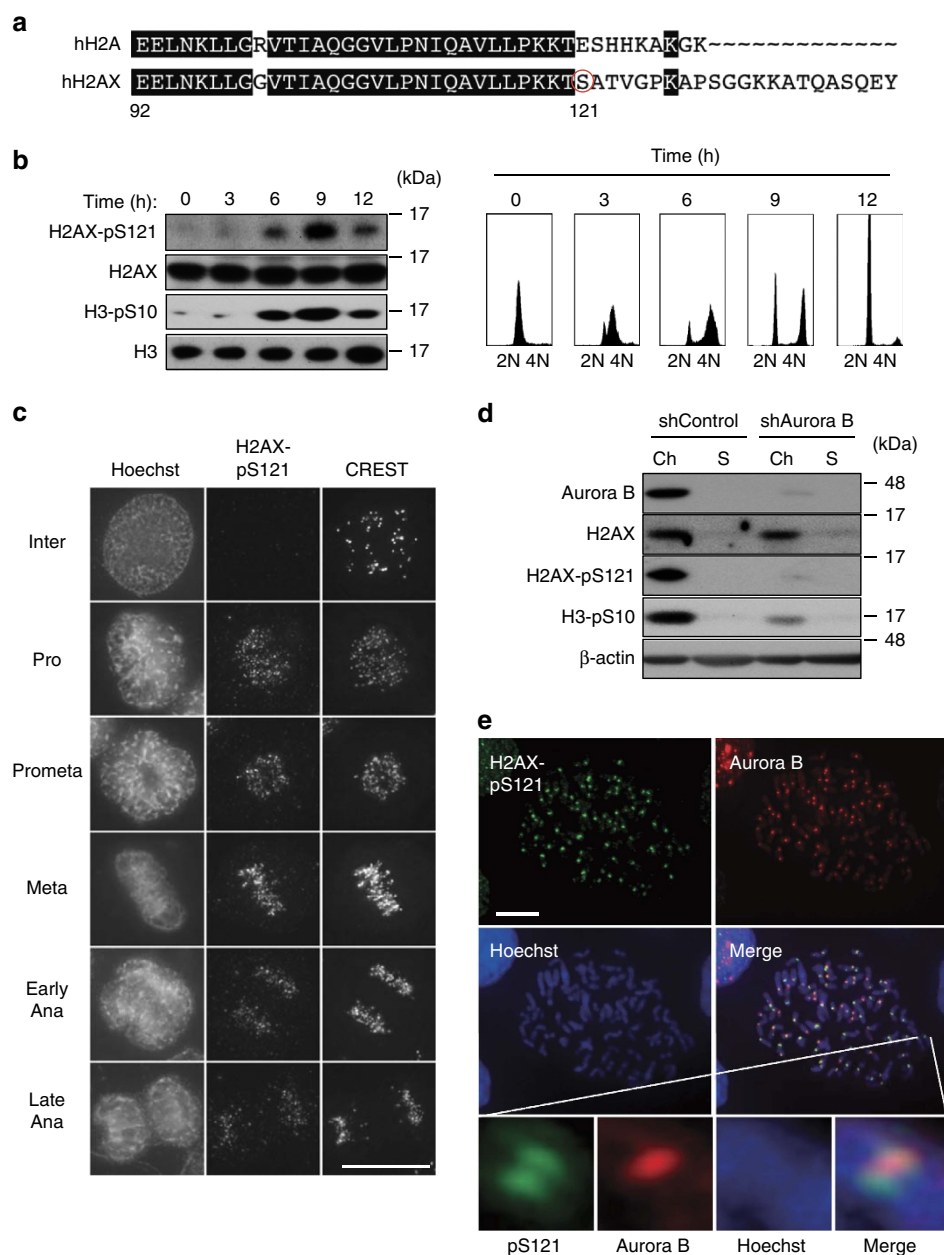 a
hH2A EELNKLLGRVTIAQGGVLPNIQAVLLPKKTESHHKAKGK~~~~~~~~~~~~~~
hH2AX EELNKLLGGVTIAQGGVLPNIQAVLLPKKTSATVGPKAPSGGKKATQASQEY
92 121
b
(kDa)
Time (h): 0 3 6 9 12
H2AX-pS121 17
H2AX 17
H3-pS10 17
H3 17
Time (h)
0 3 6 9 12
2N 4N 2N 4N 2N 4N 2N 4N 2N 4N
c
Hoechst H2AX-pS121 CREST
Inter
Pro
Prometa
Meta
Early
Ana
Late
Ana
d
shControl shAurora B
(kDa)
Ch S Ch S
Aurora B 48
H2AX 17
H2AX-pS121 17
H3-pS10 17
β-actin 48
e
H2AX-
pS121
Aurora B
Hoechst
Merge
pS121 Aurora B Hoechst Merge